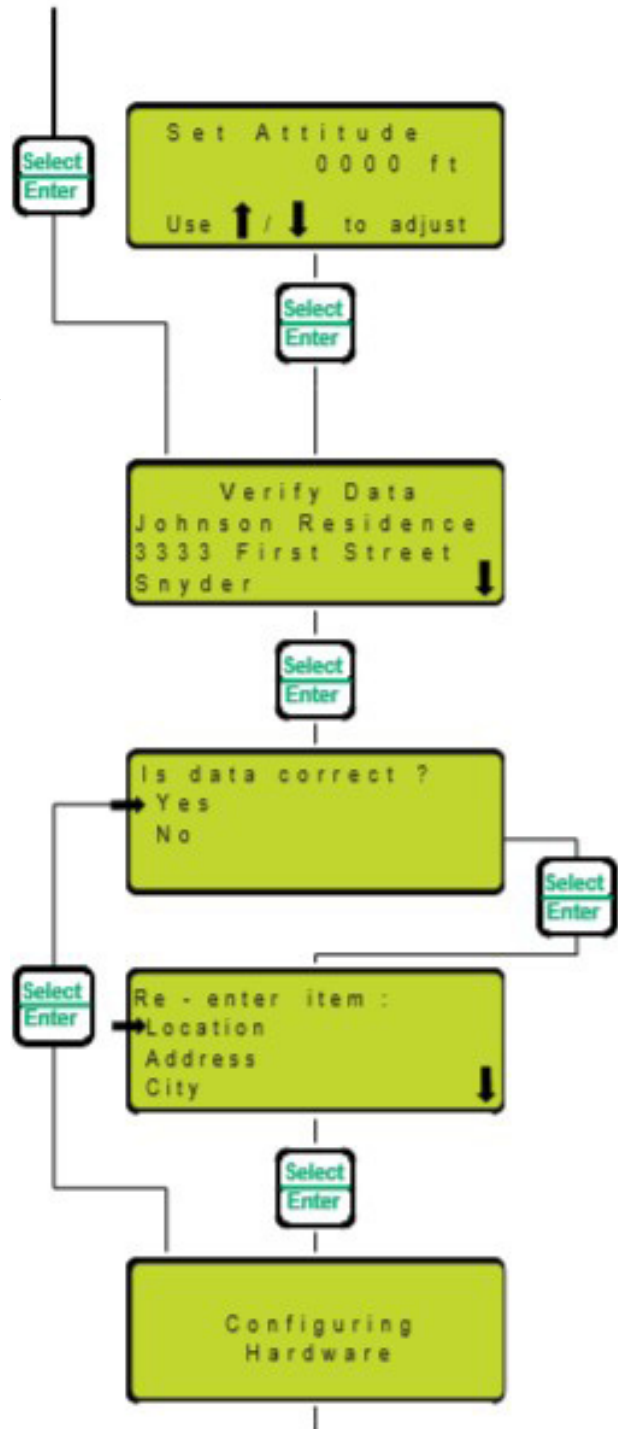 Set Attitude
0000 ft
Select
Enter
Use ⬆ / ⬇ to adjust
Select
Enter
Verify Data
Johnson Residence
3333 First Street
Snyder
Select
Enter
Is data correct ?
Yes
No
Select
Enter
Select
Enter
Re - enter item :
Location
Address
City
Select
Enter
Configuring
Hardware